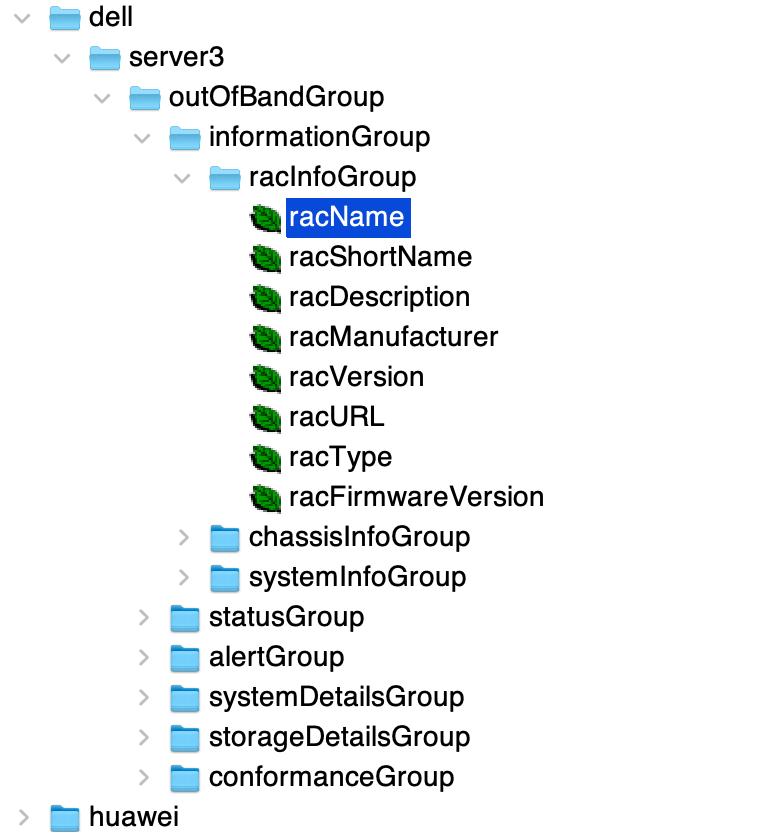 dell
server3
outOfBandGroup
informationGroup
racInfoGroup
racName
racShortName
racDescription
racManufacturer
racVersion
racURL
racType
racFirmwareVersion
chassisInfoGroup
systemInfoGroup
statusGroup
alertGroup
systemDetailsGroup
storageDetailsGroup
conformanceGroup
huawei